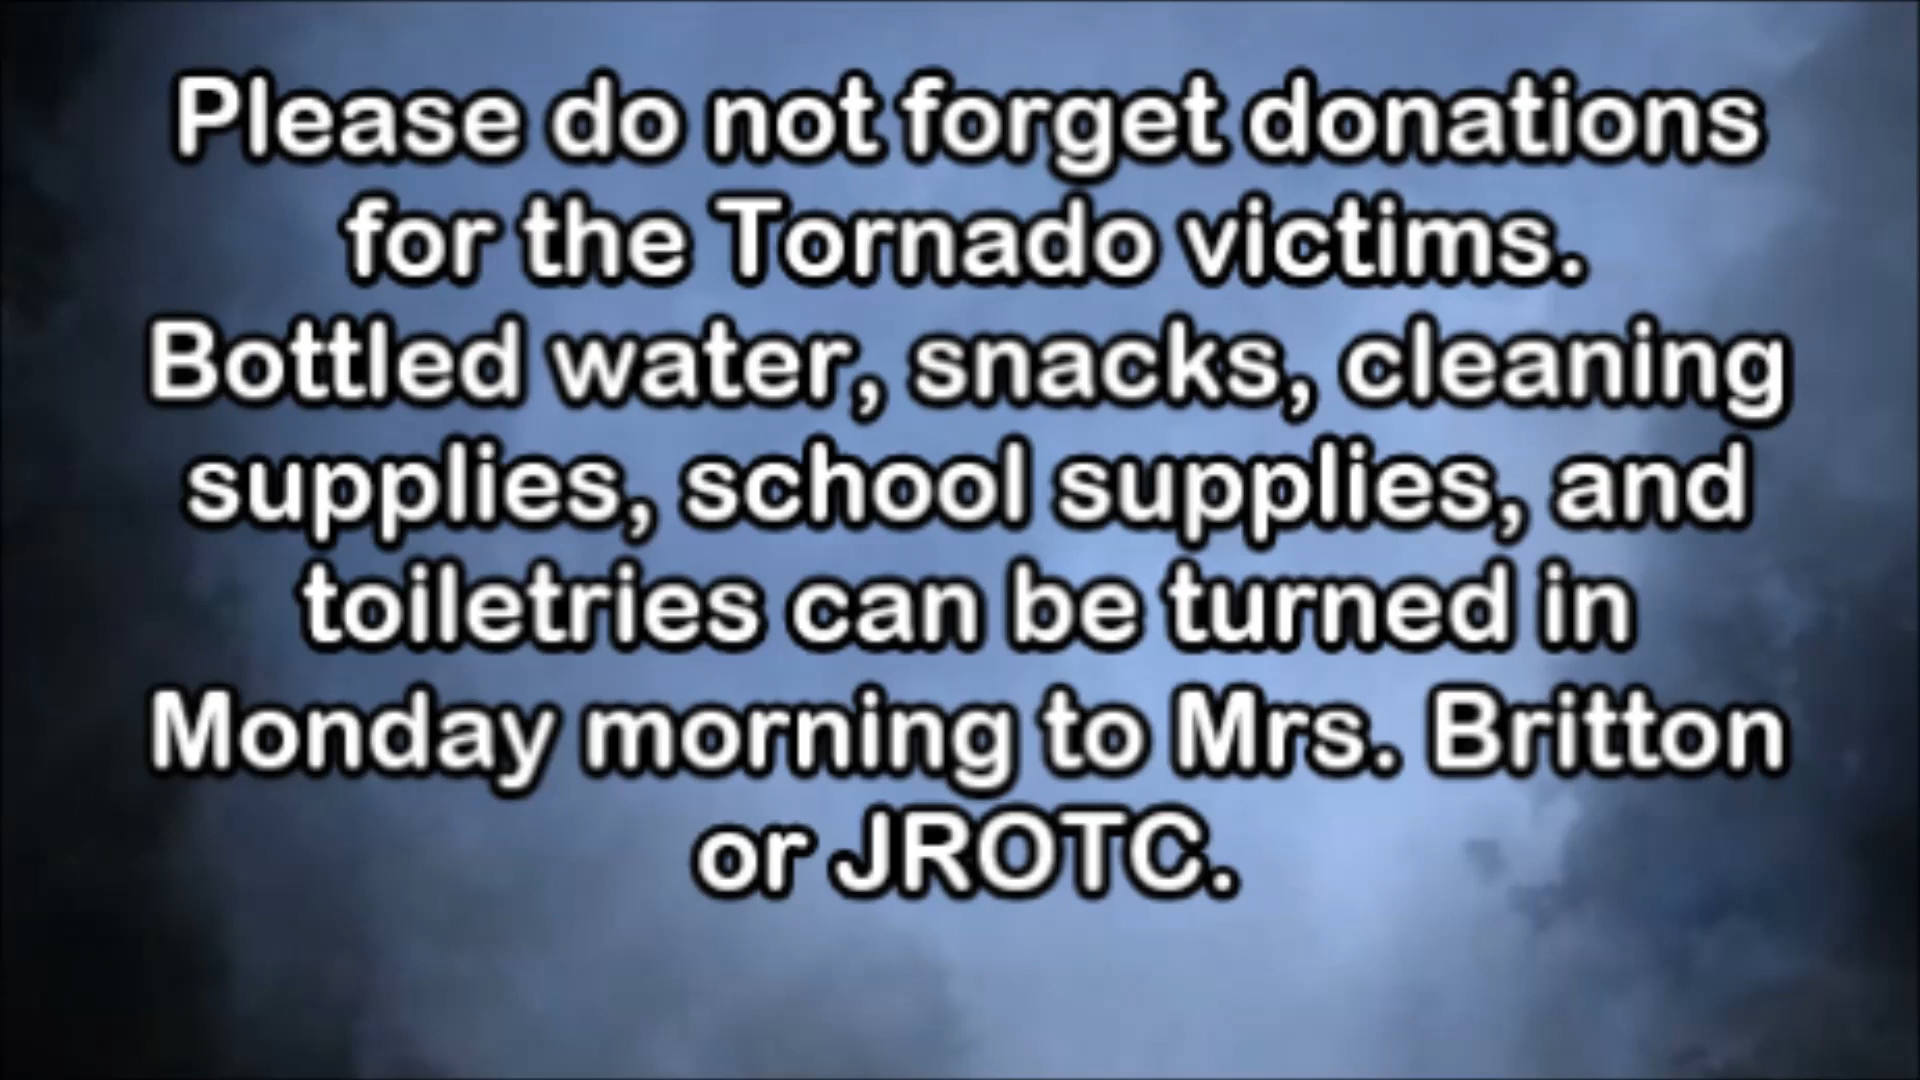 Please do not forget donations
for the Tornado victims.
Bottled water, snacks, cleaning
supplies, school supplies, and
toiletries can be turned in
Monday morning to Mrs. Britton
or JROTC.